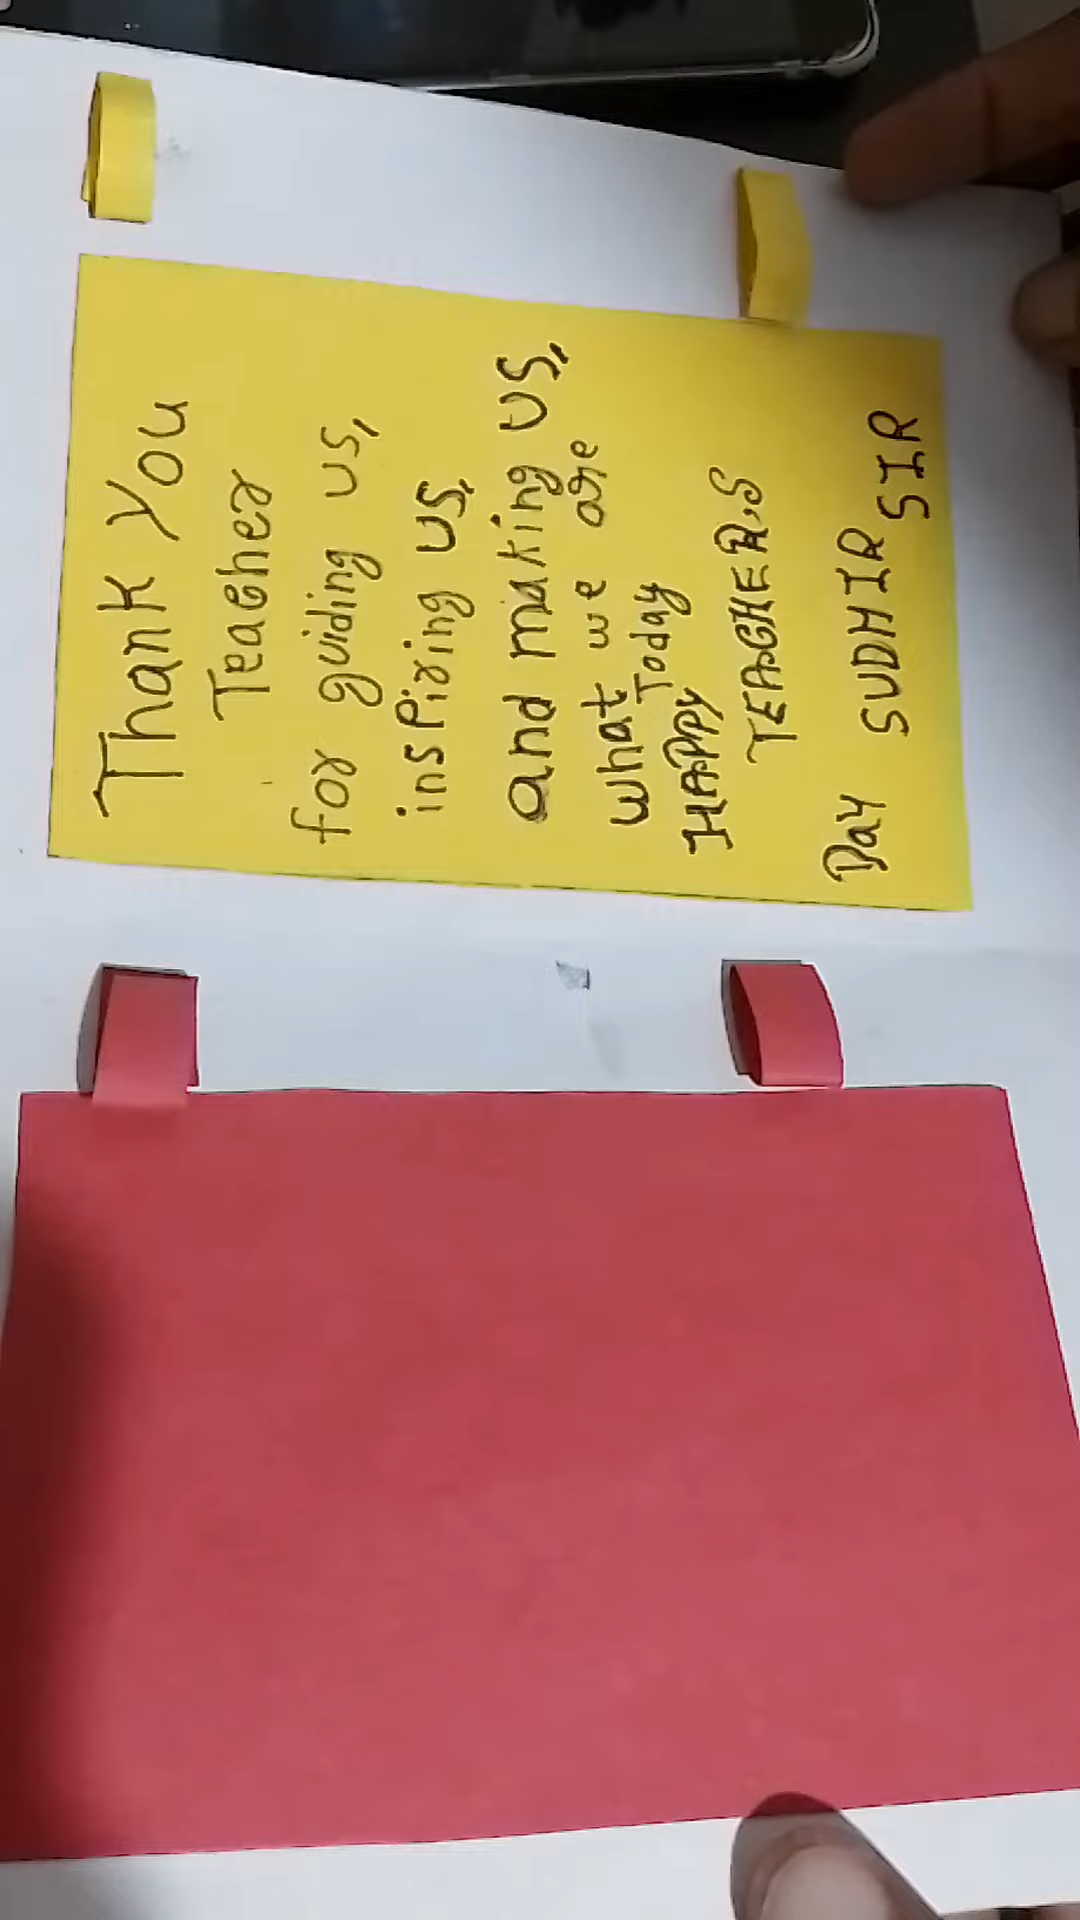 Thank You
Teacher
for guiding us,
insPiring us,
and making us,
what we are
Today
HAPPY
TEACHER,S
Day SUDHIR SIR